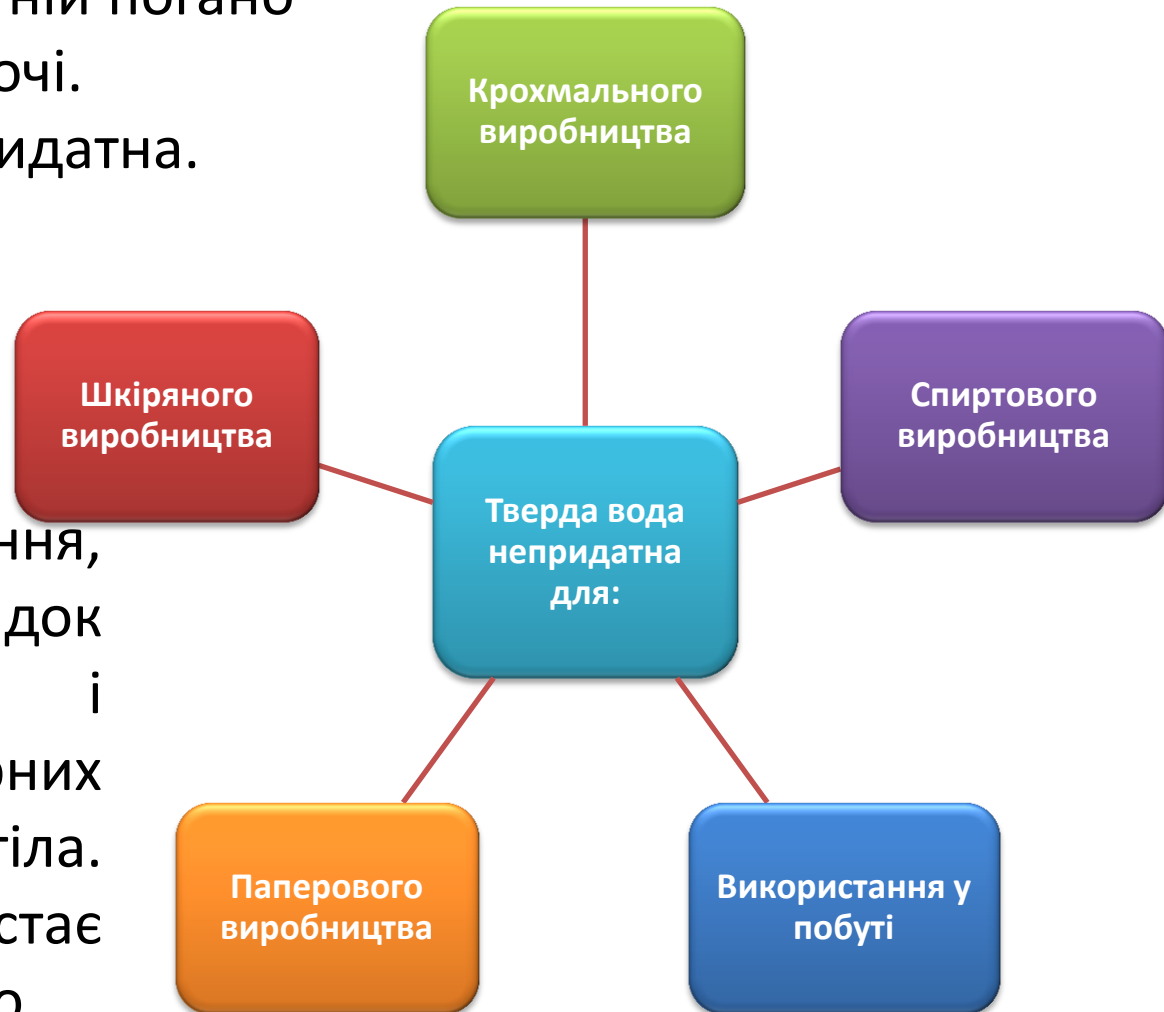 ній погано
очі.
идатна.
Крохмального
виробництва
Шкіряного
виробництва
Спиртового
виробництва
Тверда вода
непридатна
для:
ння,
док
і
рних
тіла.
стає
Паперового
виробництва
Використання у
побуті